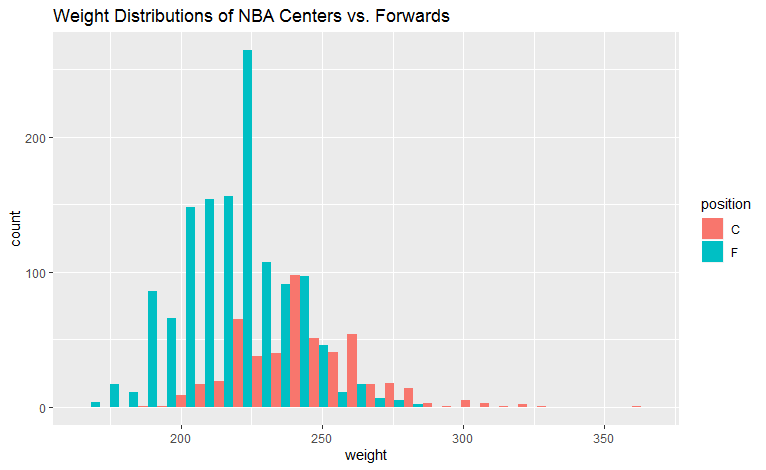 Weight Distributions of NBA Centers vs. Forwards
count
200
100
0
200
250
300
350
weight
position
C
F